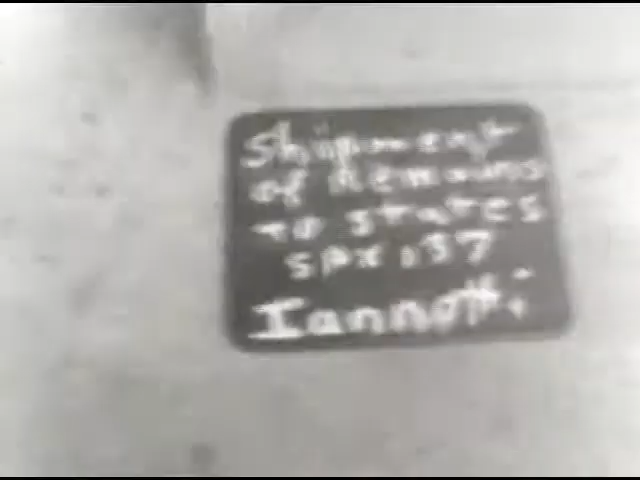 Shipment
of Remains
to states
spx.137
Iannotti